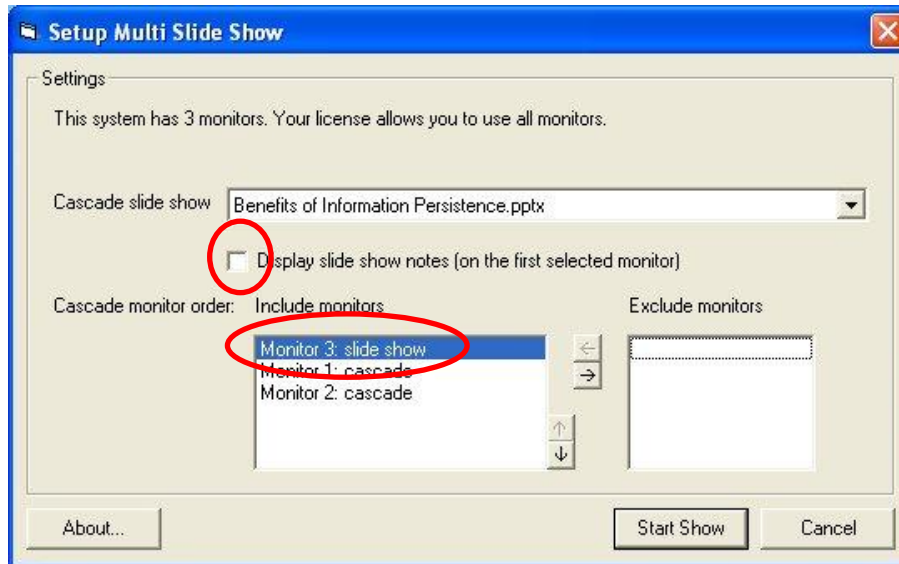 Setup Multi Slide Show
Settings
This system has 3 monitors. Your license allows you to use all monitors.
Cascade slide show
Benefits of Information Persistence.pptx
Display slide show notes (on the first selected monitor)
Cascade monitor order:
Include monitors
Exclude monitors
Monitor 3: slide show
Monitor 1: cascade
Monitor 2: cascade
About...
Start Show
Cancel